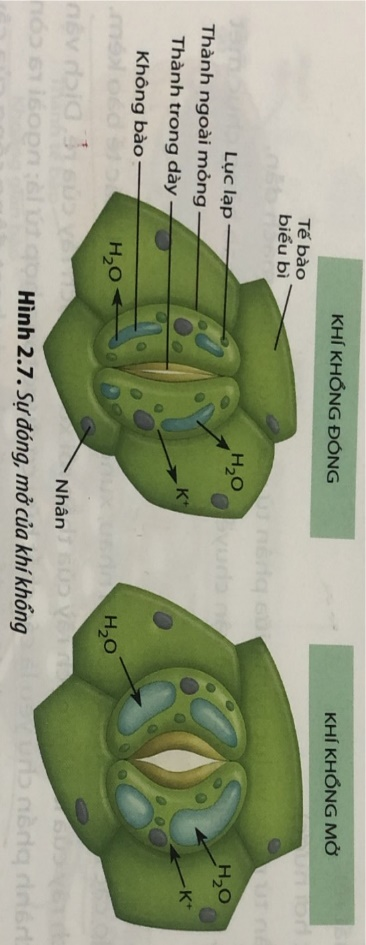 KHÍ KHỔNG ĐÓNG
KHÍ KHỔNG MỞ
Tế bào
biểu bì
Lục lạp
Thành ngoài mỏng
Thành trong dày
Không bào
H₂O
H₂O
K⁺
Nhân
H₂O
H₂O
K⁺
Hình 2.7. Sự đóng, mở của khí khổng